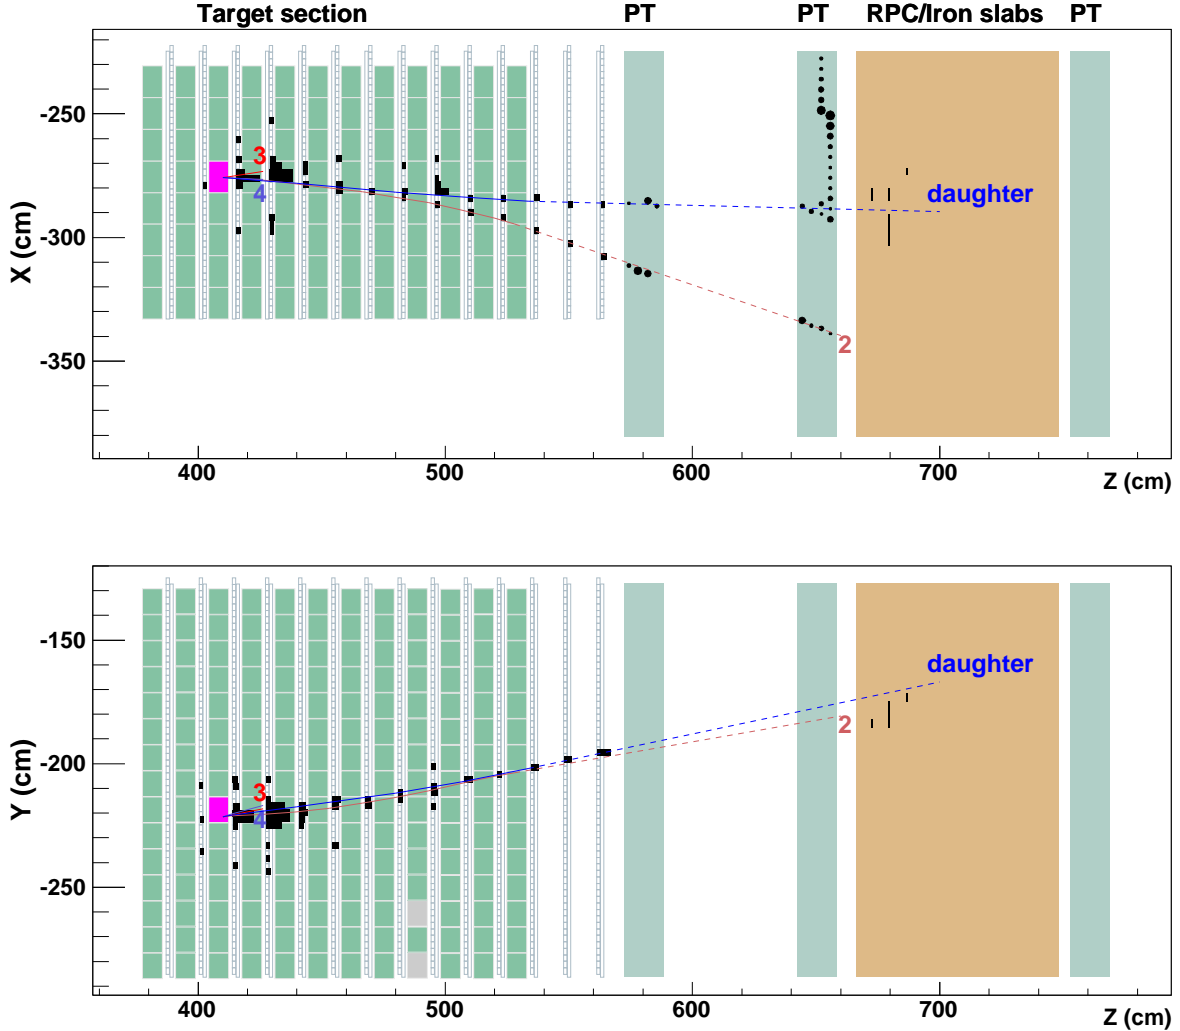 Target section PT PT RPC/Iron slabs PT
-250
3
4
daughter
-300
X (cm)
-350
2
400 500 600 700
Z (cm)
-150
daughter
2
-200
3
4
Y (cm)
-250
400 500 600 700
Z (cm)